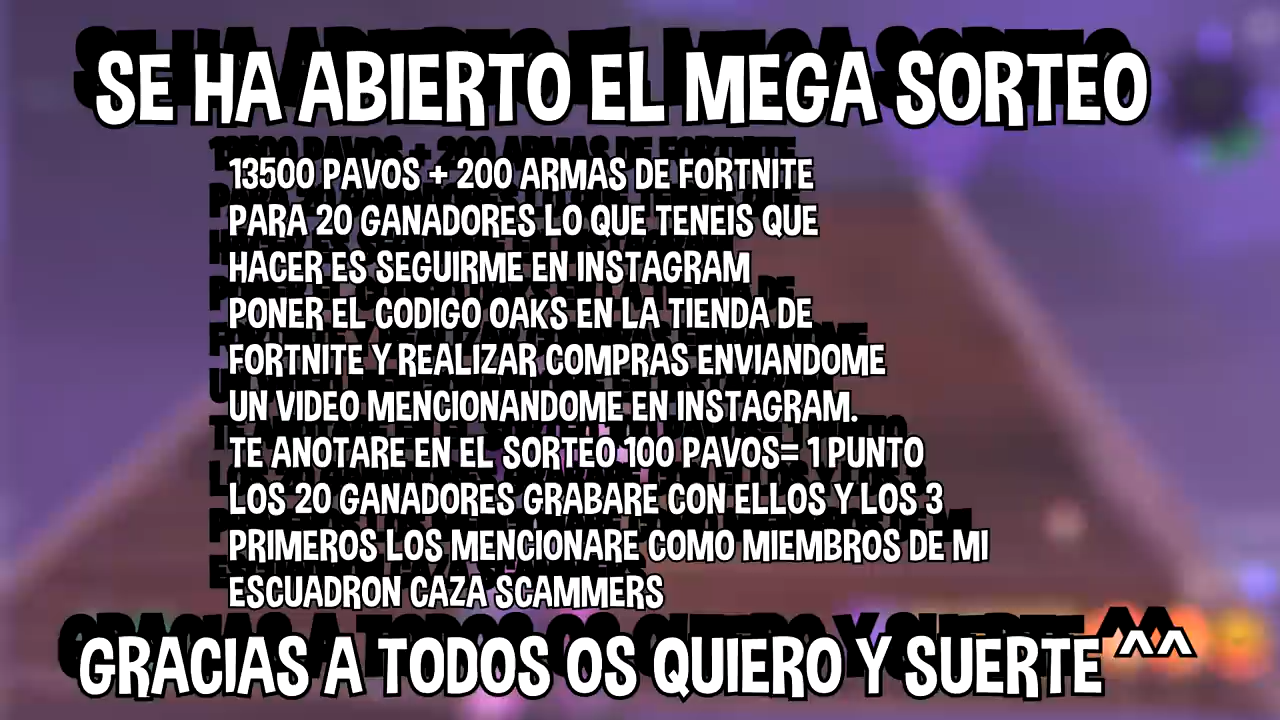 SE HA ABIERTO EL MEGA SORTEO
13500 PAVOS + 200 ARMAS DE FORTNITE
PARA 20 GANADORES LO QUE TENEIS QUE
HACER ES SEGUIRME EN INSTAGRAM
PONER EL CODIGO OAKS EN LA TIENDA DE
FORTNITE Y REALIZAR COMPRAS ENVIANDOME
UN VIDEO MENCIONANDOME EN INSTAGRAM.
TE ANOTARE EN EL SORTEO 100 PAVOS= 1 PUNTO
LOS 20 GANADORES GRABARE CON ELLOS Y LOS 3
PRIMEROS LOS MENCIONARE COMO MIEMBROS DE MI
ESCUADRON CAZA SCAMMERS
GRACIAS A TODOS OS QUIERO Y SUERTE ^^